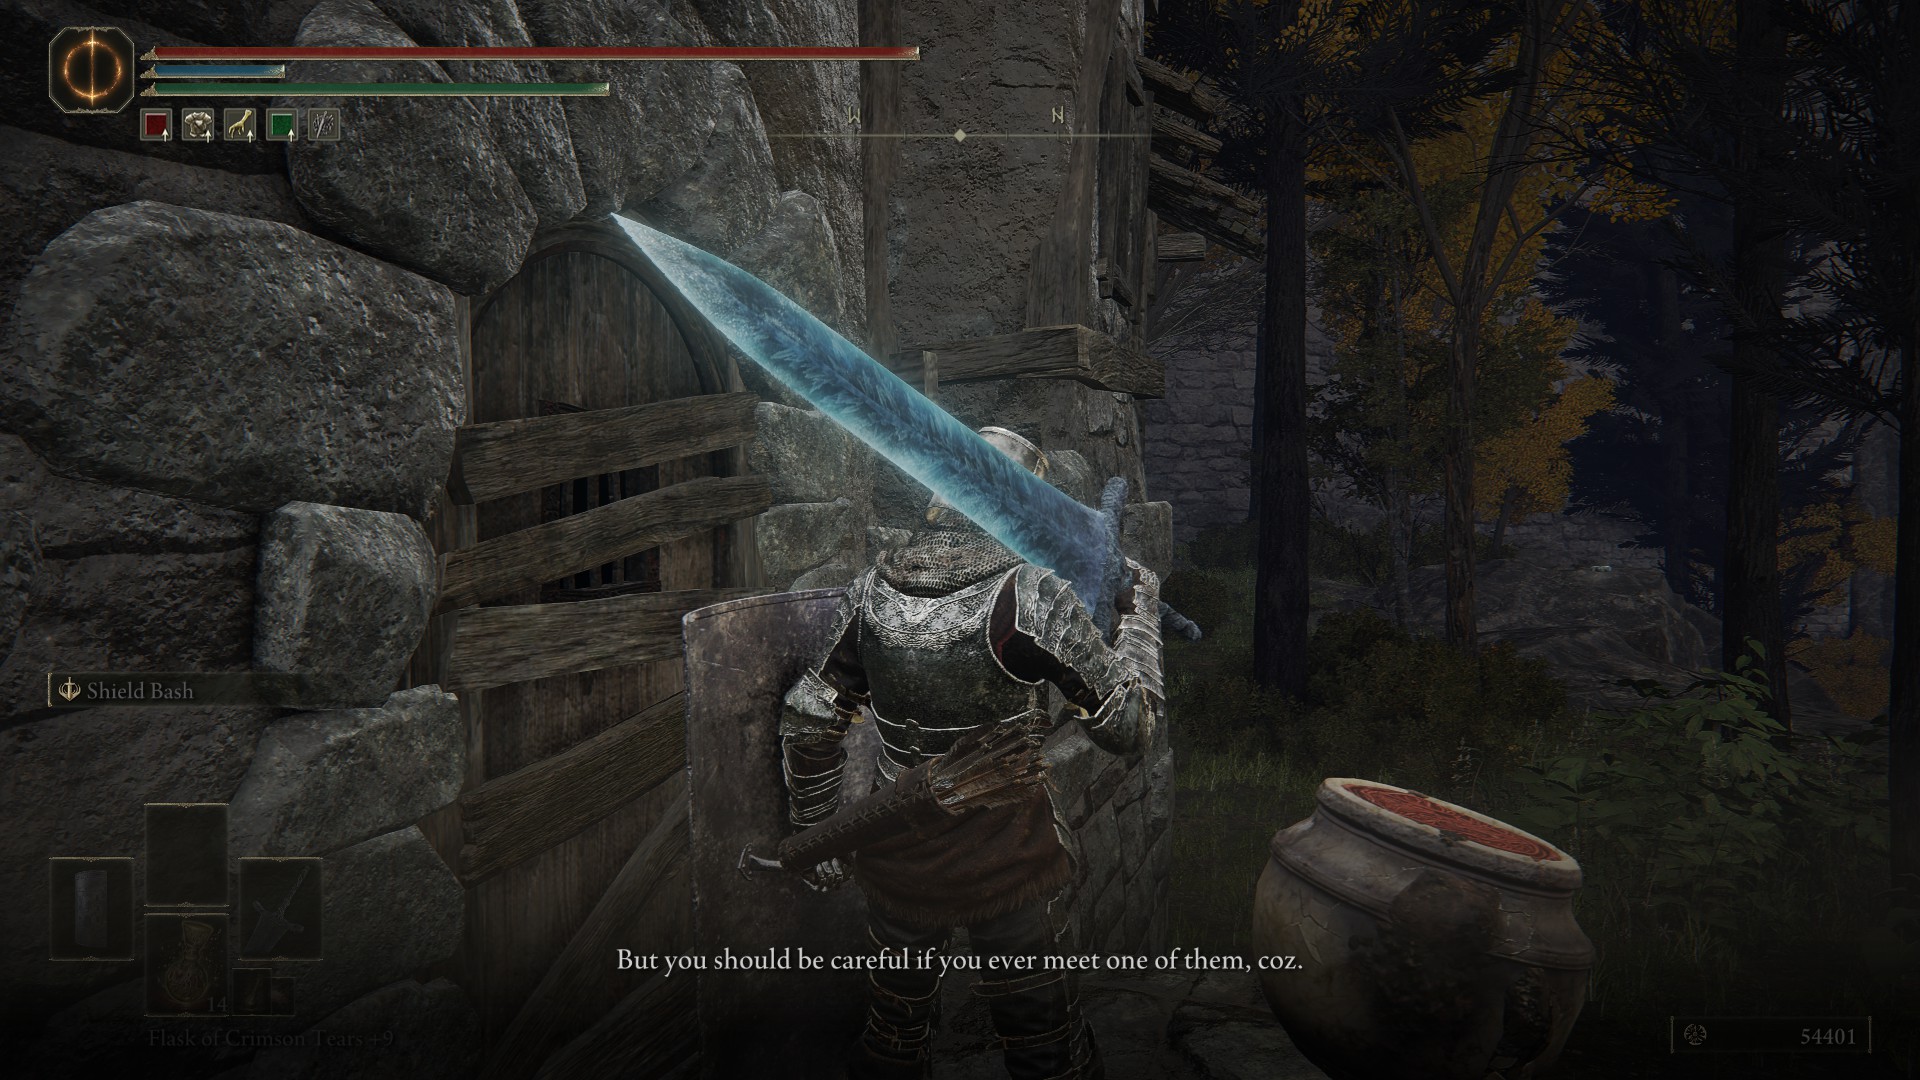 W
N
Shield Bash
But you should be careful if you ever meet one of them, coz.
14
Flask of Crimson Tears +9
54401